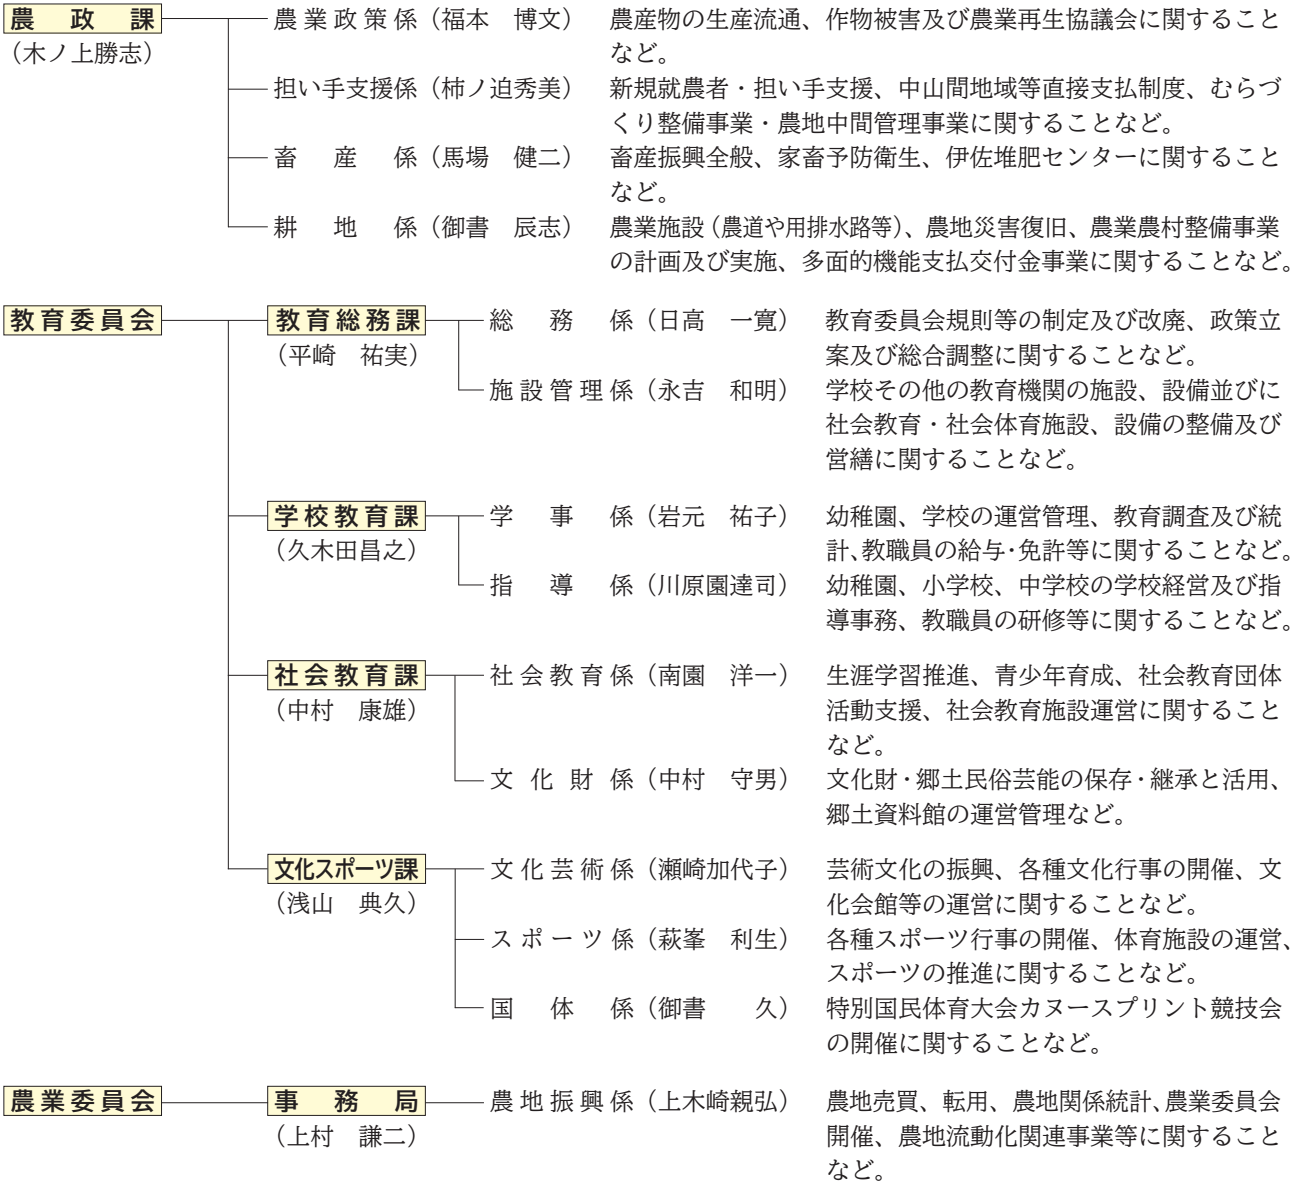 農政課 農業政策係（福本　博文） 農産物の生産流通、作物被害及び農業再生協議会に関すること
（木ノ上勝志） など。
担い手支援係（柿ノ迫秀美） 新規就農者・担い手支援、中山間地域等直接支払制度、むらづ
くり整備事業・農地中間管理事業に関することなど。
畜産係（馬場　健二） 畜産振興全般、家畜予防衛生、伊佐堆肥センターに関すること
など。
耕地係（御書　辰志） 農業施設（農道や用排水路等）、農地災害復旧、農業農村整備事業
の計画及び実施、多面的機能支払交付金事業に関することなど。
教育委員会 教育総務課 総務係（日高　一寛） 教育委員会規則等の制定及び改廃、政策立
（平崎　祐実） 案及び総合調整に関することなど。
施設管理係（永吉　和明） 学校その他の教育機関の施設、設備並びに
社会教育・社会体育施設、設備の整備及び
営繕に関することなど。
学校教育課 学事係（岩元　祐子） 幼稚園、学校の運営管理、教育調査及び統
（久木田昌之） 計、教職員の給与・免許等に関することなど。
指導係（川原園達司） 幼稚園、小学校、中学校の学校経営及び指
導事務、教職員の研修等に関することなど。
社会教育課 社会教育係（南園　洋一） 生涯学習推進、青少年育成、社会教育団体
（中村　康雄） 活動支援、社会教育施設運営に関すること
など。
文化財係（中村　守男） 文化財・郷土民俗芸能の保存・継承と活用、
郷土資料館の運営管理など。
文化スポーツ課 文化芸術係（瀬崎加代子） 芸術文化の振興、各種文化行事の開催、文
（浅山　典久） 化会館等の運営に関することなど。
スポーツ係（萩峯　利生） 各種スポーツ行事の開催、体育施設の運営、
スポーツの推進に関することなど。
国体係（御書　久） 特別国民体育大会カヌースプリント競技会
の開催に関することなど。
農業委員会 事務局 農地振興係（上木崎親弘） 農地売買、転用、農地関係統計、農業委員会
（上村　謙二） 開催、農地流動化関連事業等に関すること
など。